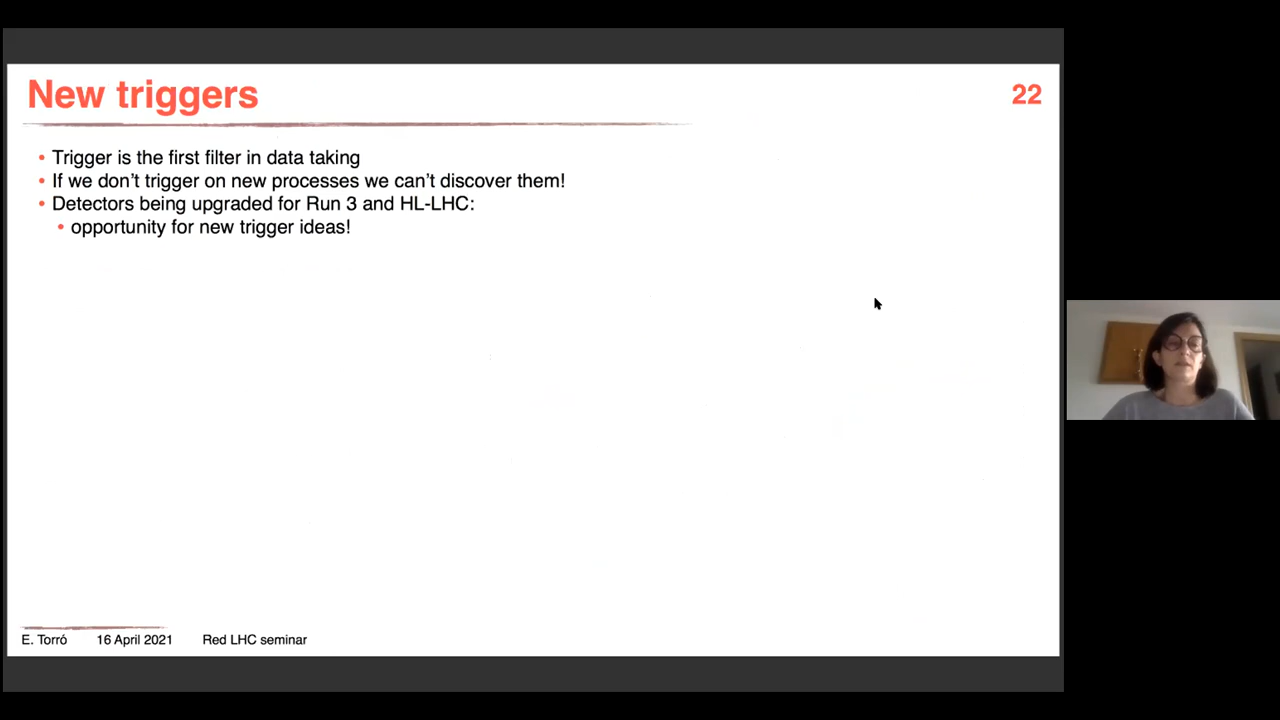 New triggers
22
• Trigger is the first filter in data taking
• If we don't trigger on new processes we can't discover them!
• Detectors being upgraded for Run 3 and HL-LHC:
• opportunity for new trigger ideas!
E. Torró 16 April 2021 Red LHC seminar